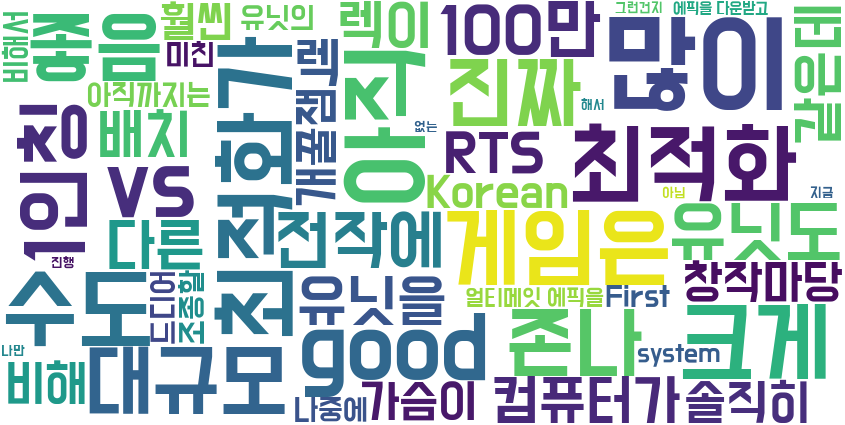 비해서
좋음
훨씬
유닛의
미친
아직까지는
배치
1인칭
VS
다른
수도
드디어
조종할
나만
비해
대규모
진행
최적화가
개꿀잼
렉
렉이
아직
100만
그런건지
에픽을 다운받고
많이
같은데
진짜
해서
없는
RTS
최적화
Korean
아님
지금
전작에
게임은
유닛도
유닛을
얼티메잇 에픽을
First
창작마당
good
존나
system
크게
나중에
가슴이
컴퓨터가
솔직히